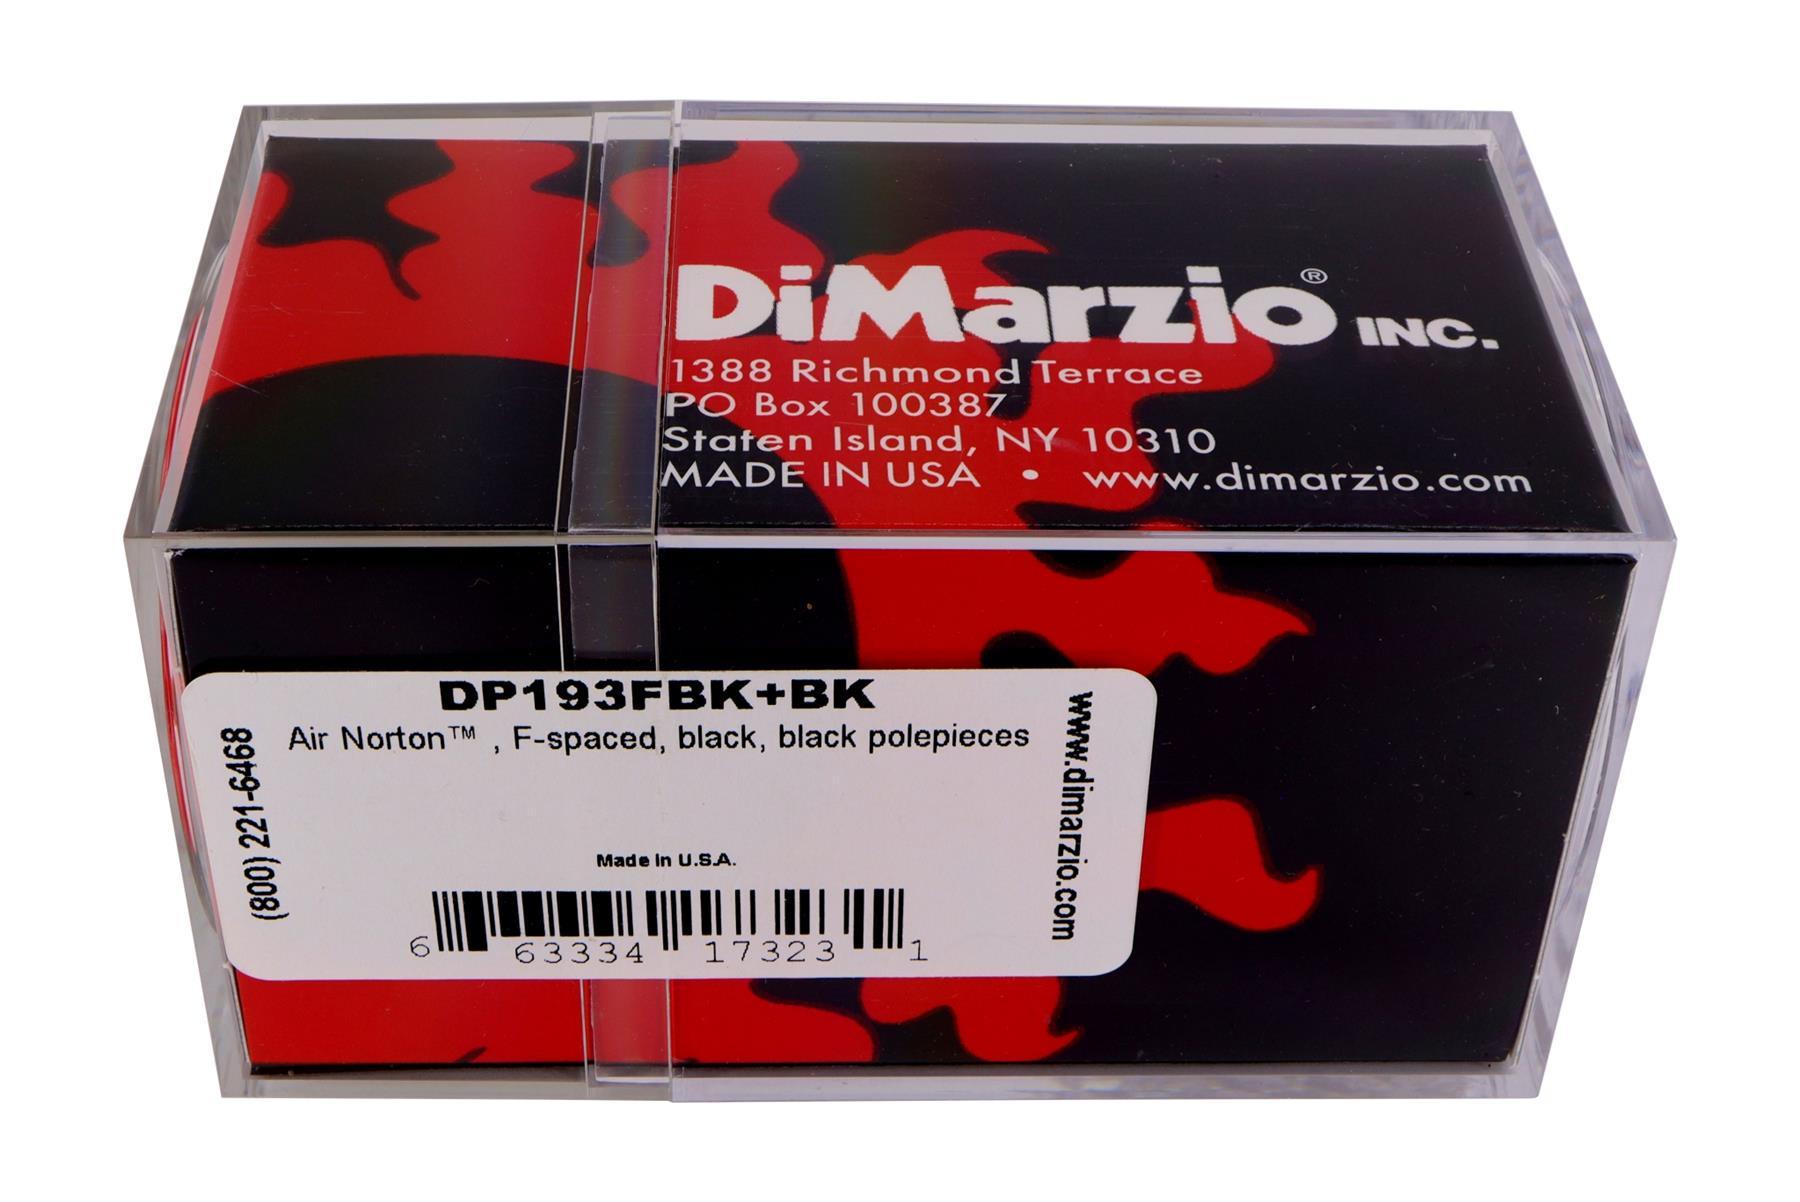 DiMarzio® INC.
1388 Richmond Terrace
PO Box 100387
Staten Island, NY 10310
MADE IN USA • www.dimarzio.com
DP193FBK+BK
Air Norton™ , F-spaced, black, black polepieces
(800) 221-6468
www.dimarzio.com
Made in U.S.A.
6 63334 17323 1